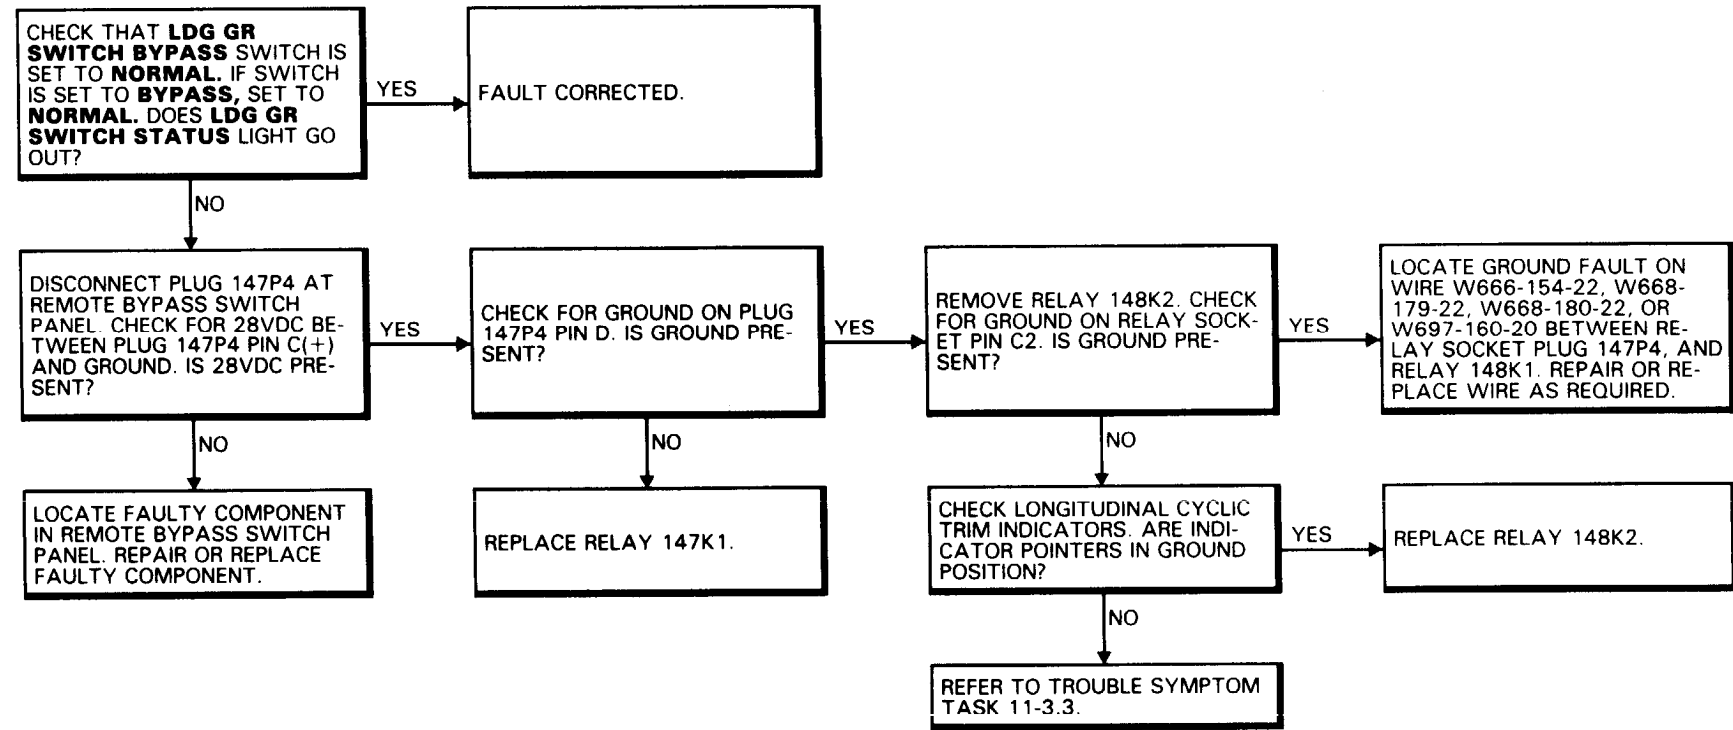 CHECK THAT LDG GR
SWITCH BYPASS SWITCH IS
SET TO NORMAL. IF SWITCH
IS SET TO BYPASS, SET TO
NORMAL. DOES LDG GR
SWITCH STATUS LIGHT GO
OUT?
YES
FAULT CORRECTED.
NO
DISCONNECT PLUG 147P4 AT
REMOTE BYPASS SWITCH
PANEL. CHECK FOR 28VDC BE-
TWEEN PLUG 147P4 PIN C(+)
AND GROUND. IS 28VDC PRE-
SENT?
YES
CHECK FOR GROUND ON PLUG
147P4 PIN D. IS GROUND PRE-
SENT?
YES
REMOVE RELAY 148K2. CHECK
FOR GROUND ON RELAY SOCK-
ET PIN C2. IS GROUND PRE-
SENT?
YES
LOCATE GROUND FAULT ON
WIRE W666-154-22, W668-
179-22, W668-180-22, OR
W697-160-20 BETWEEN RE-
LAY SOCKET PLUG 147P4, AND
RELAY 148K1. REPAIR OR RE-
PLACE WIRE AS REQUIRED.
NO
LOCATE FAULTY COMPONENT
IN REMOTE BYPASS SWITCH
PANEL. REPAIR OR REPLACE
FAULTY COMPONENT.
NO
REPLACE RELAY 147K1.
NO
CHECK LONGITUDINAL CYCLIC
TRIM INDICATORS. ARE INDI-
CATOR POINTERS IN GROUND
POSITION?
YES
REPLACE RELAY 148K2.
NO
REFER TO TROUBLE SYMPTOM
TASK 11-3.3.